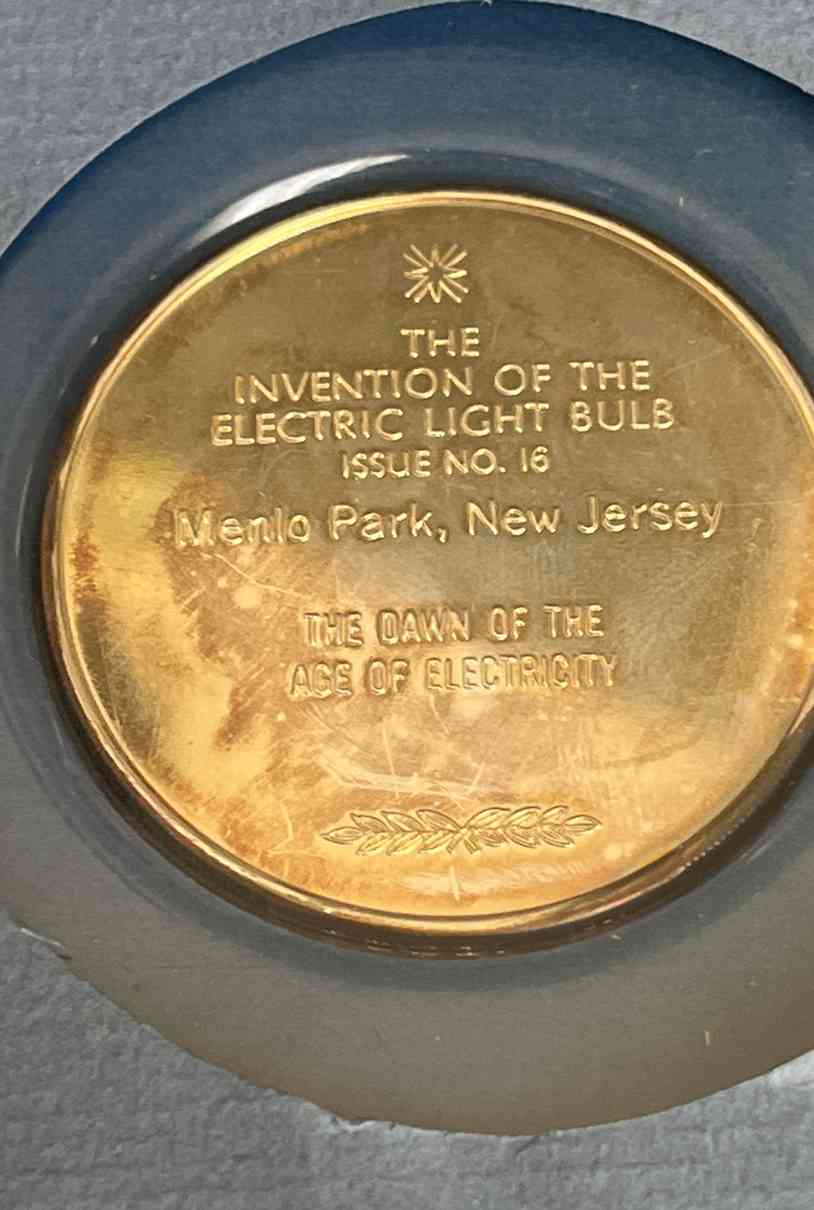 THE
INVENTION OF THE
ELECTRIC LIGHT BULB
ISSUE NO. 16
Menlo Park, New Jersey
THE DAWN OF THE
AGE OF ELECTRICITY